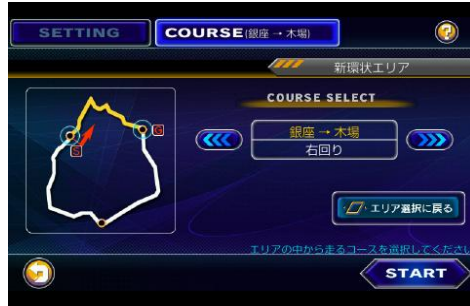 SETTING
COURSE(銀座 → 木場)
?
新環状エリア
COURSE SELECT
銀座 → 木場
右回り
S
G
エリア選択に戻る
エリアの中から走るコースを選択してくださ
START